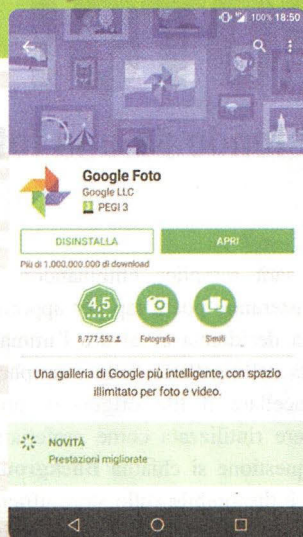 100% 18:50
Google Foto
Google LLC
PEGI 3
DISINSTALLA
APRI
Più di 1.000.000.000 di download
4,5
8.777.552
Fotografia
Simili
Una galleria di Google più intelligente, con spazio
illimitato per foto e video.
NOVITÀ
Prestazioni migliorate